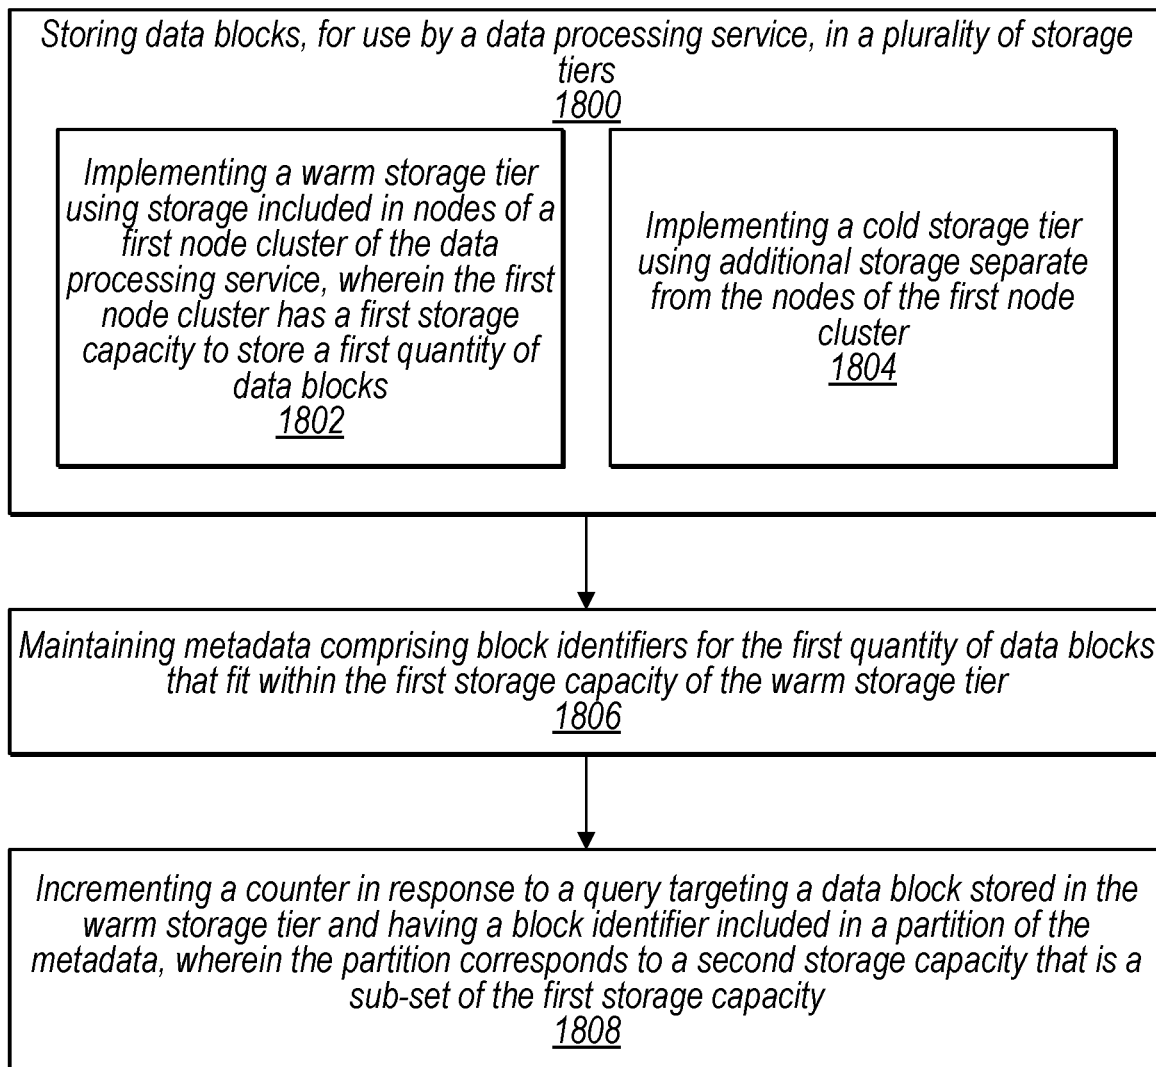 Storing data blocks, for use by a data processing service, in a plurality of storage
tiers
1800
Implementing a warm storage tier
using storage included in nodes of a
first node cluster of the data
processing service, wherein the first
node cluster has a first storage
capacity to store a first quantity of
data blocks
1802
Implementing a cold storage tier
using additional storage separate
from the nodes of the first node
cluster
1804
Maintaining metadata comprising block identifiers for the first quantity of data blocks
that fit within the first storage capacity of the warm storage tier
1806
Incrementing a counter in response to a query targeting a data block stored in the
warm storage tier and having a block identifier included in a partition of the
metadata, wherein the partition corresponds to a second storage capacity that is a
sub-set of the first storage capacity
1808